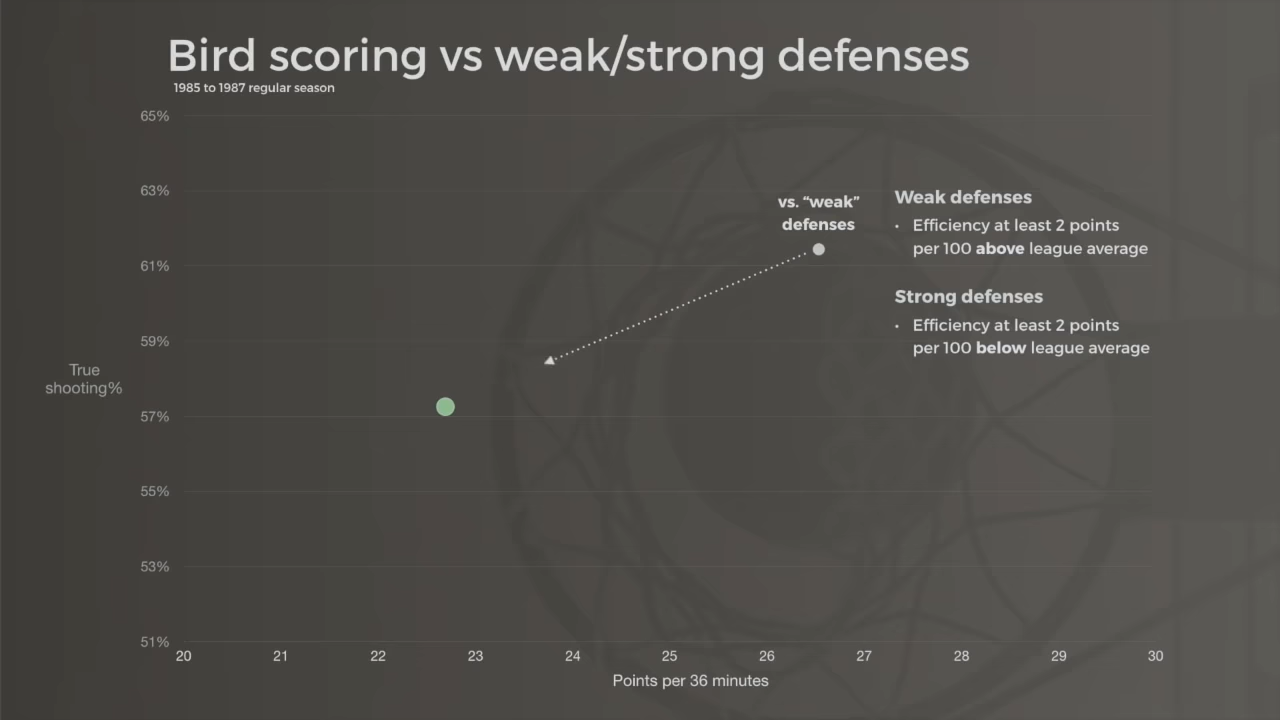 Bird scoring vs weak/strong defenses
1985 to 1987 regular season
65%
63%
61%
59%
57%
55%
53%
51%
True
shooting%
vs. “weak”
defenses
Weak defenses
• Efficiency at least 2 points
per 100 above league average
Strong defenses
• Efficiency at least 2 points
per 100 below league average
20 21 22 23 24 25 26 27 28 29 30
Points per 36 minutes